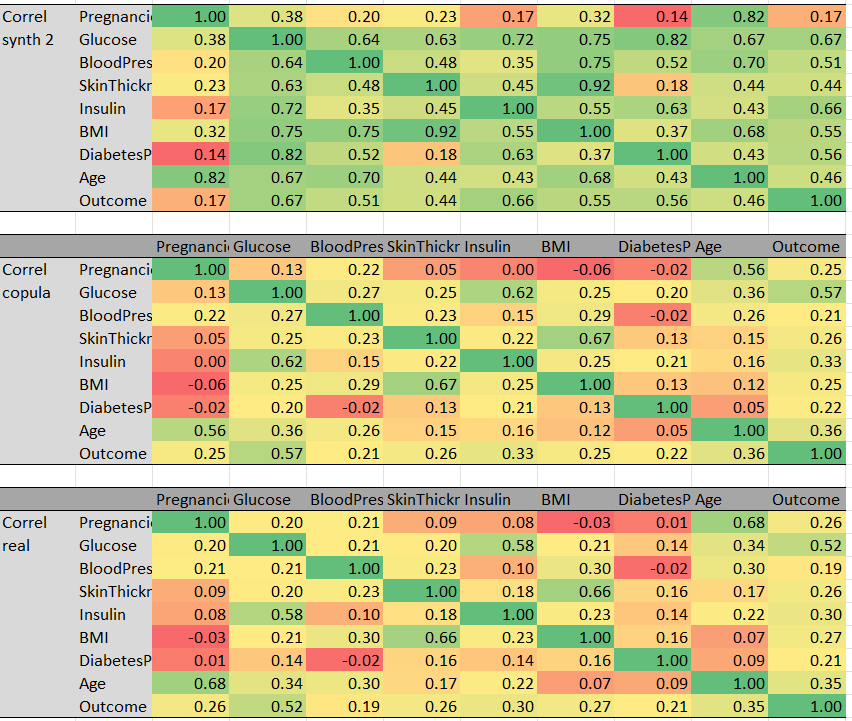 Correl Pregnanci 1.00 0.38 0.20 0.23 0.17 0.32 0.14 0.82 0.17
synth 2 Glucose 0.38 1.00 0.64 0.63 0.72 0.75 0.82 0.67 0.67
BloodPres 0.20 0.64 1.00 0.48 0.35 0.75 0.52 0.70 0.51
SkinThickr 0.23 0.63 0.48 1.00 0.45 0.92 0.18 0.44 0.44
Insulin 0.17 0.72 0.35 0.45 1.00 0.55 0.63 0.43 0.66
BMI 0.32 0.75 0.75 0.92 0.55 1.00 0.37 0.68 0.55
DiabetesP 0.14 0.82 0.52 0.18 0.63 0.37 1.00 0.43 0.56
Age 0.82 0.67 0.70 0.44 0.43 0.68 0.43 1.00 0.46
Outcome 0.17 0.67 0.51 0.44 0.66 0.55 0.56 0.46 1.00
Pregnanci Glucose BloodPres SkinThickr Insulin BMI DiabetesP Age Outcome
Correl Pregnanci 1.00 0.13 0.22 0.05 0.00 -0.06 -0.02 0.56 0.25
copula Glucose 0.13 1.00 0.27 0.25 0.62 0.25 0.20 0.36 0.57
BloodPres 0.22 0.27 1.00 0.23 0.15 0.29 -0.02 0.26 0.21
SkinThickr 0.05 0.25 0.23 1.00 0.22 0.67 0.13 0.15 0.26
Insulin 0.00 0.62 0.15 0.22 1.00 0.25 0.21 0.16 0.33
BMI -0.06 0.25 0.29 0.67 0.25 1.00 0.13 0.12 0.25
DiabetesP -0.02 0.20 -0.02 0.13 0.21 0.13 1.00 0.05 0.22
Age 0.56 0.36 0.26 0.15 0.16 0.12 0.05 1.00 0.36
Outcome 0.25 0.57 0.21 0.26 0.33 0.25 0.22 0.36 1.00
Pregnanci Glucose BloodPres SkinThickr Insulin BMI DiabetesP Age Outcome
Correl Pregnanci 1.00 0.20 0.21 0.09 0.08 -0.03 0.01 0.68 0.26
real Glucose 0.20 1.00 0.21 0.20 0.58 0.21 0.14 0.34 0.52
BloodPres 0.21 0.21 1.00 0.23 0.10 0.30 -0.02 0.30 0.19
SkinThickr 0.09 0.20 0.23 1.00 0.18 0.66 0.16 0.17 0.26
Insulin 0.08 0.58 0.10 0.18 1.00 0.23 0.14 0.22 0.30
BMI -0.03 0.21 0.30 0.66 0.23 1.00 0.16 0.07 0.27
DiabetesP 0.01 0.14 -0.02 0.16 0.14 0.16 1.00 0.09 0.21
Age 0.68 0.34 0.30 0.17 0.22 0.07 0.09 1.00 0.35
Outcome 0.26 0.52 0.19 0.26 0.30 0.27 0.21 0.35 1.00